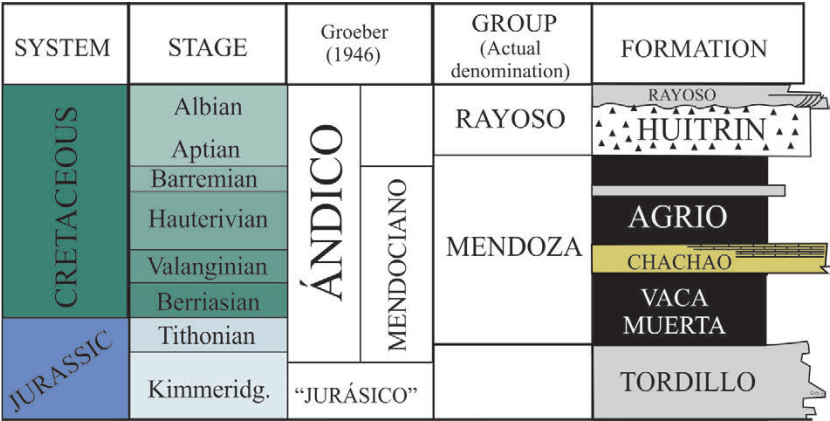 SYSTEM
STAGE
Groeber
(1946)
GROUP
(Actual
denomination)
FORMATION
CRETACEOUS
JURASSIC
Albian
Aptian
Barremian
Hauterivian
Valanginian
Berriasian
Tithonian
Kimmeridg.
ÁNDICO
MENDOCIANO
“JURÁSICO”
RAYOSO
MENDOZA
RAYOSO
HUITRIN
AGRIO
CHACHAO
VACA
MUERTA
TORDILLO